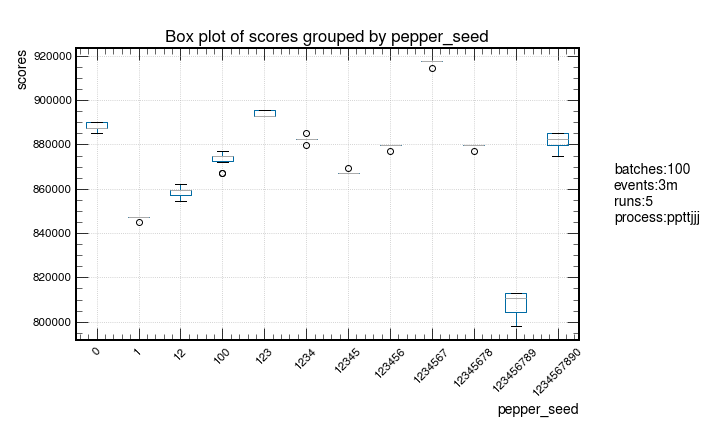 Box plot of scores grouped by pepper_seed
scores
920000
900000
880000
860000
840000
820000
800000
0
1
12
100
123
1234
12345
123456
1234567
12345678
123456789
1234567890
pepper_seed
batches:100
events:3m
runs:5
process:ppttjjj